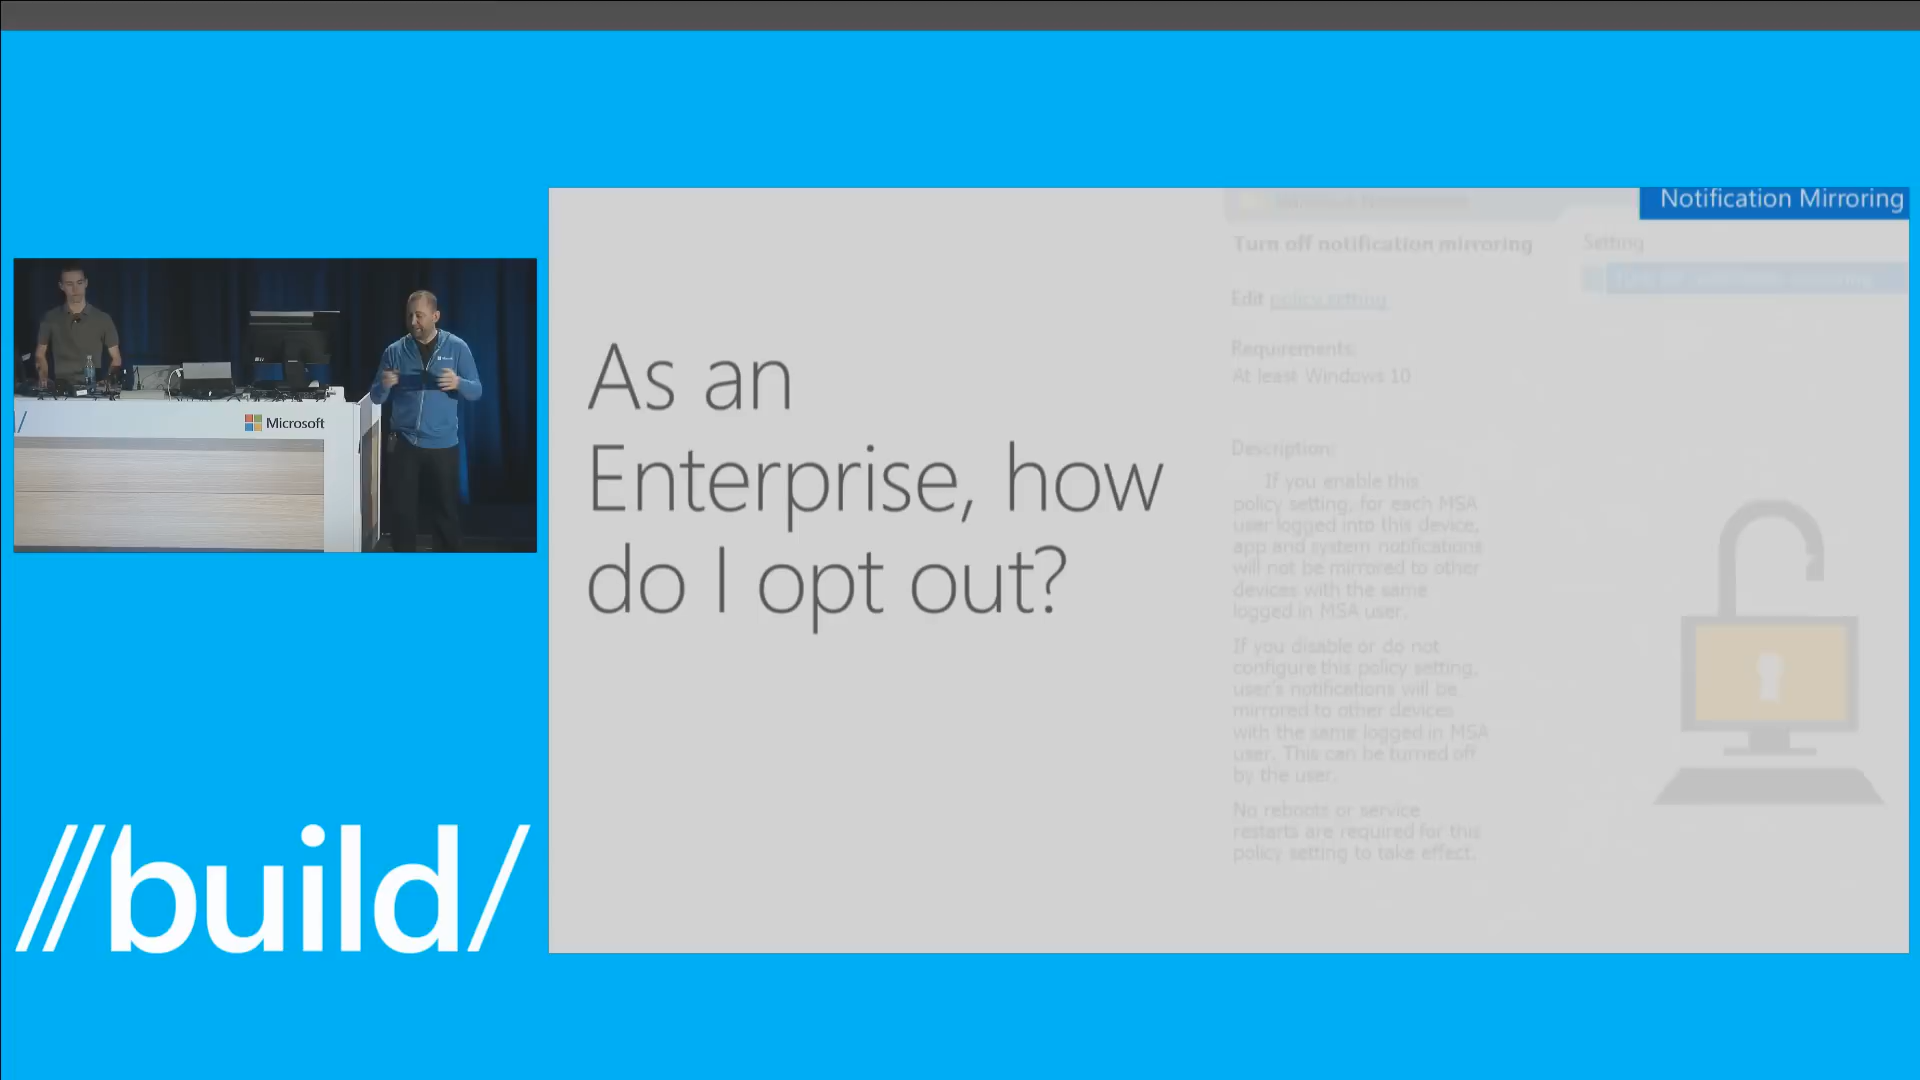 Notification Mirroring
Turn off notification mirroring
Setting
Edit policy setting
Requirements:
At least Windows 10
Description:
If you enable this
policy setting, for each MSA
user logged into this device,
app and system notifications
will not be mirrored to other
devices with the same
logged in MSA user.
If you disable or do not
configure this policy setting,
user's notifications will be
mirrored to other devices
with the same logged in MSA
user. This can be turned off
by the user.
No reboots or service
restarts are required for this
policy setting to take effect.
As an
Enterprise, how
do I opt out?
Microsoft
/
//build/